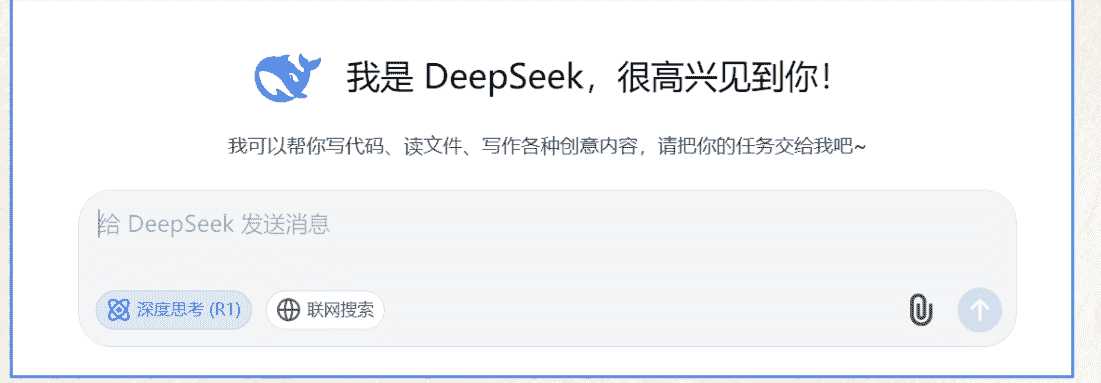 我是 DeepSeek，很高兴见到你！
我可以帮你写代码、读文件、写作各种创意内容，请把你的任务交给我吧~
给 DeepSeek 发送消息
深度思考 (R1) 联网搜索